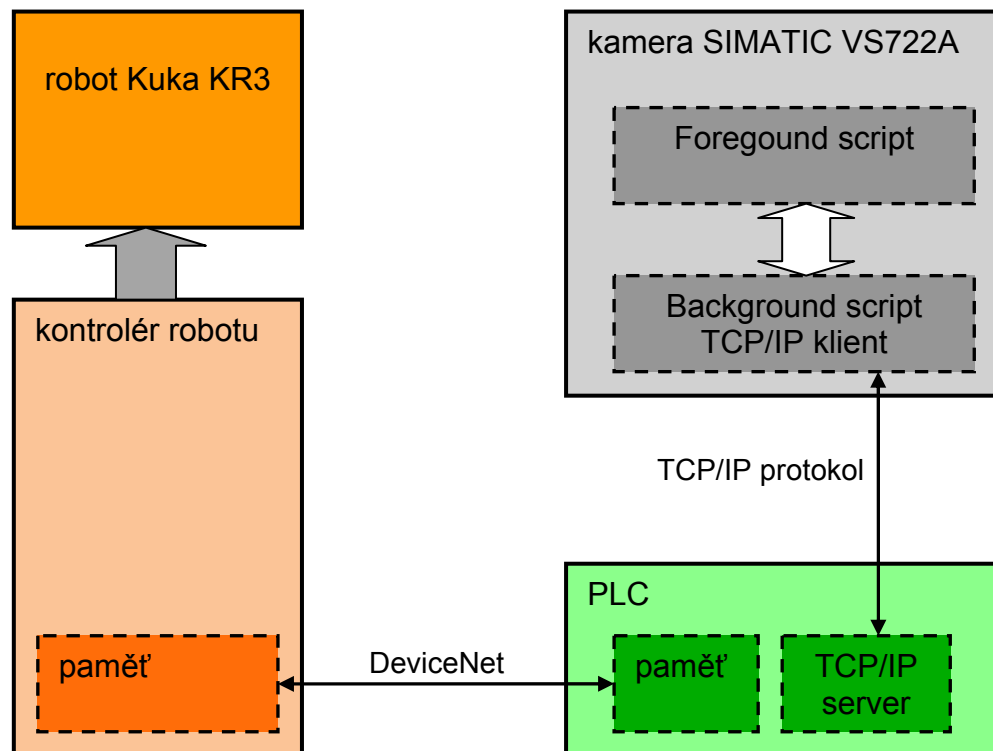 robot Kuka KR3
kamera SIMATIC VS722A
Foregound script
Background script
TCP/IP klient
kontrolér robotu
TCP/IP protokol
PLC
paměť
DeviceNet
paměť
TCP/IP
server